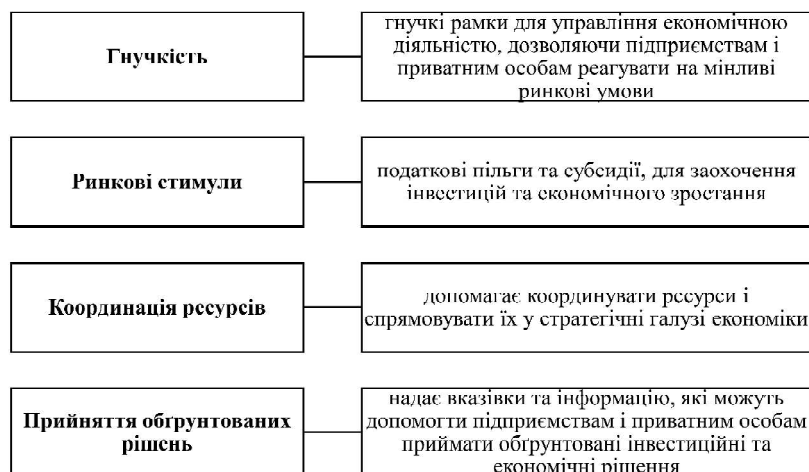 Гнучкість
гнучкі рамки для управління економічною
діяльністю, дозволяючи підприємствам і
приватним особам реагувати на мінливі
ринкові умови
Ринкові стимули
податкові пільги та субсидії, для заохочення
інвестицій та економічного зростання
Координація ресурсів
допомагає координувати ресурси і
спрямовувати їх у стратегічні галузі економіки
Прийняття обґрунтованих
рішень
надає вказівки та інформацію, які можуть
допомогти підприємствам і приватним особам
приймати обґрунтовані інвестиційні та
економічні рішення